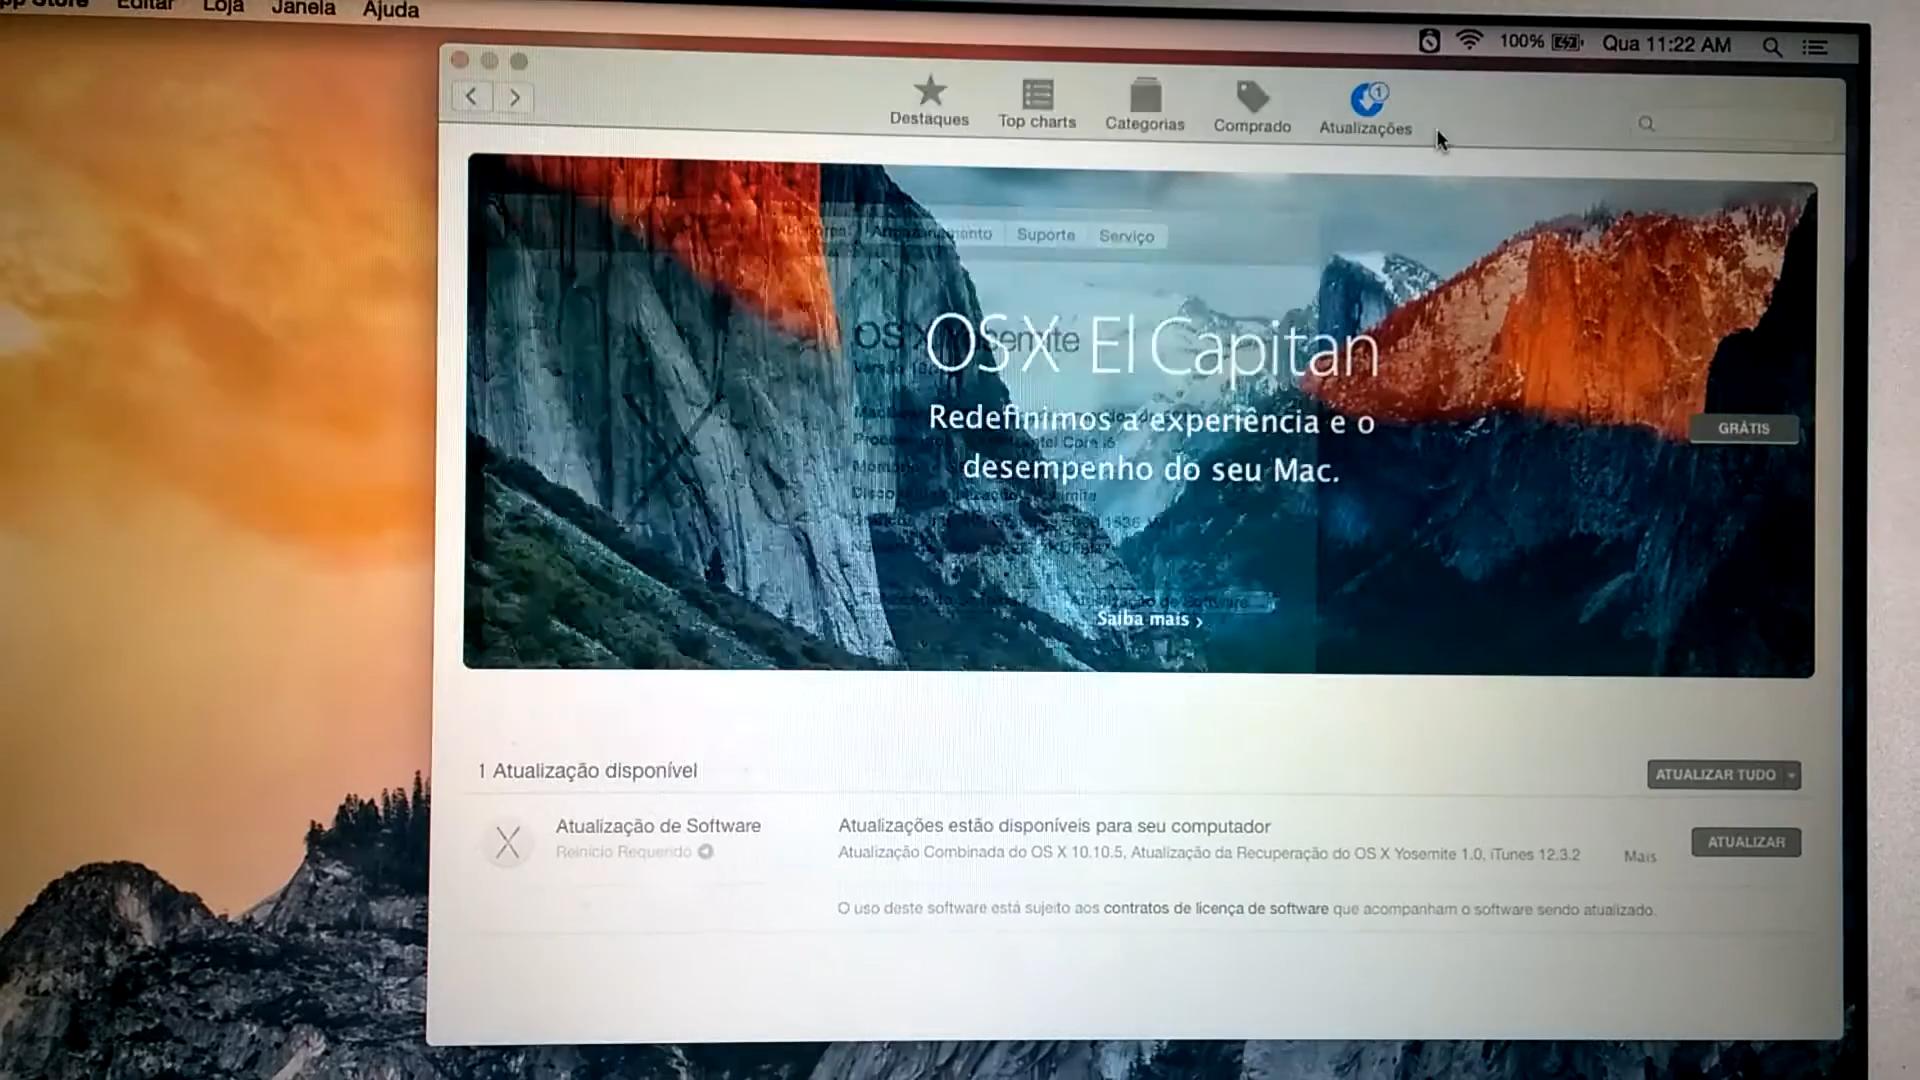 Editar Loja Janela Ajuda
100% Qua 11:22 AM
Destaques Top charts Categorias Comprado Atualizações
1
Suporte Serviço
OS X El Capitan
Redefinimos a experiência e o
desempenho do seu Mac.
GRÁTIS
Saiba mais ›
1 Atualização disponível
ATUALIZAR TUDO
Atualização de Software
Reinício Requerido
Atualizações estão disponíveis para seu computador
Atualização Combinada do OS X 10.10.5, Atualização da Recuperação do OS X Yosemite 1.0, iTunes 12.3.2 Mais
ATUALIZAR
O uso deste software está sujeito aos contratos de licença de software que acompanham o software sendo atualizado.